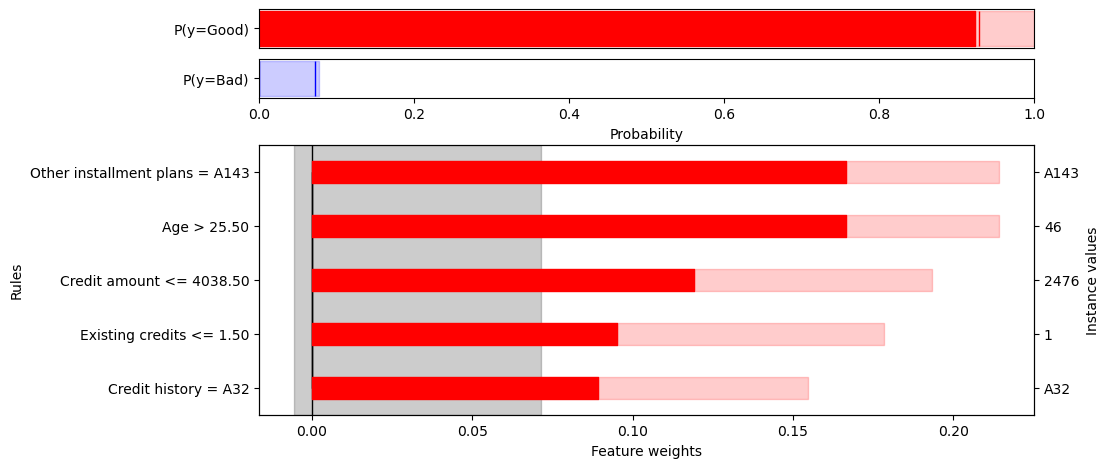 P(y=Good)
P(y=Bad)
0.0 0.2 0.4 0.6 0.8 1.0
Probability
Other installment plans = A143 A143
Age > 25.50 46
Credit amount <= 4038.50 2476
Existing credits <= 1.50 1
Credit history = A32 A32
Rules
Instance values
0.00 0.05 0.10 0.15 0.20
Feature weights